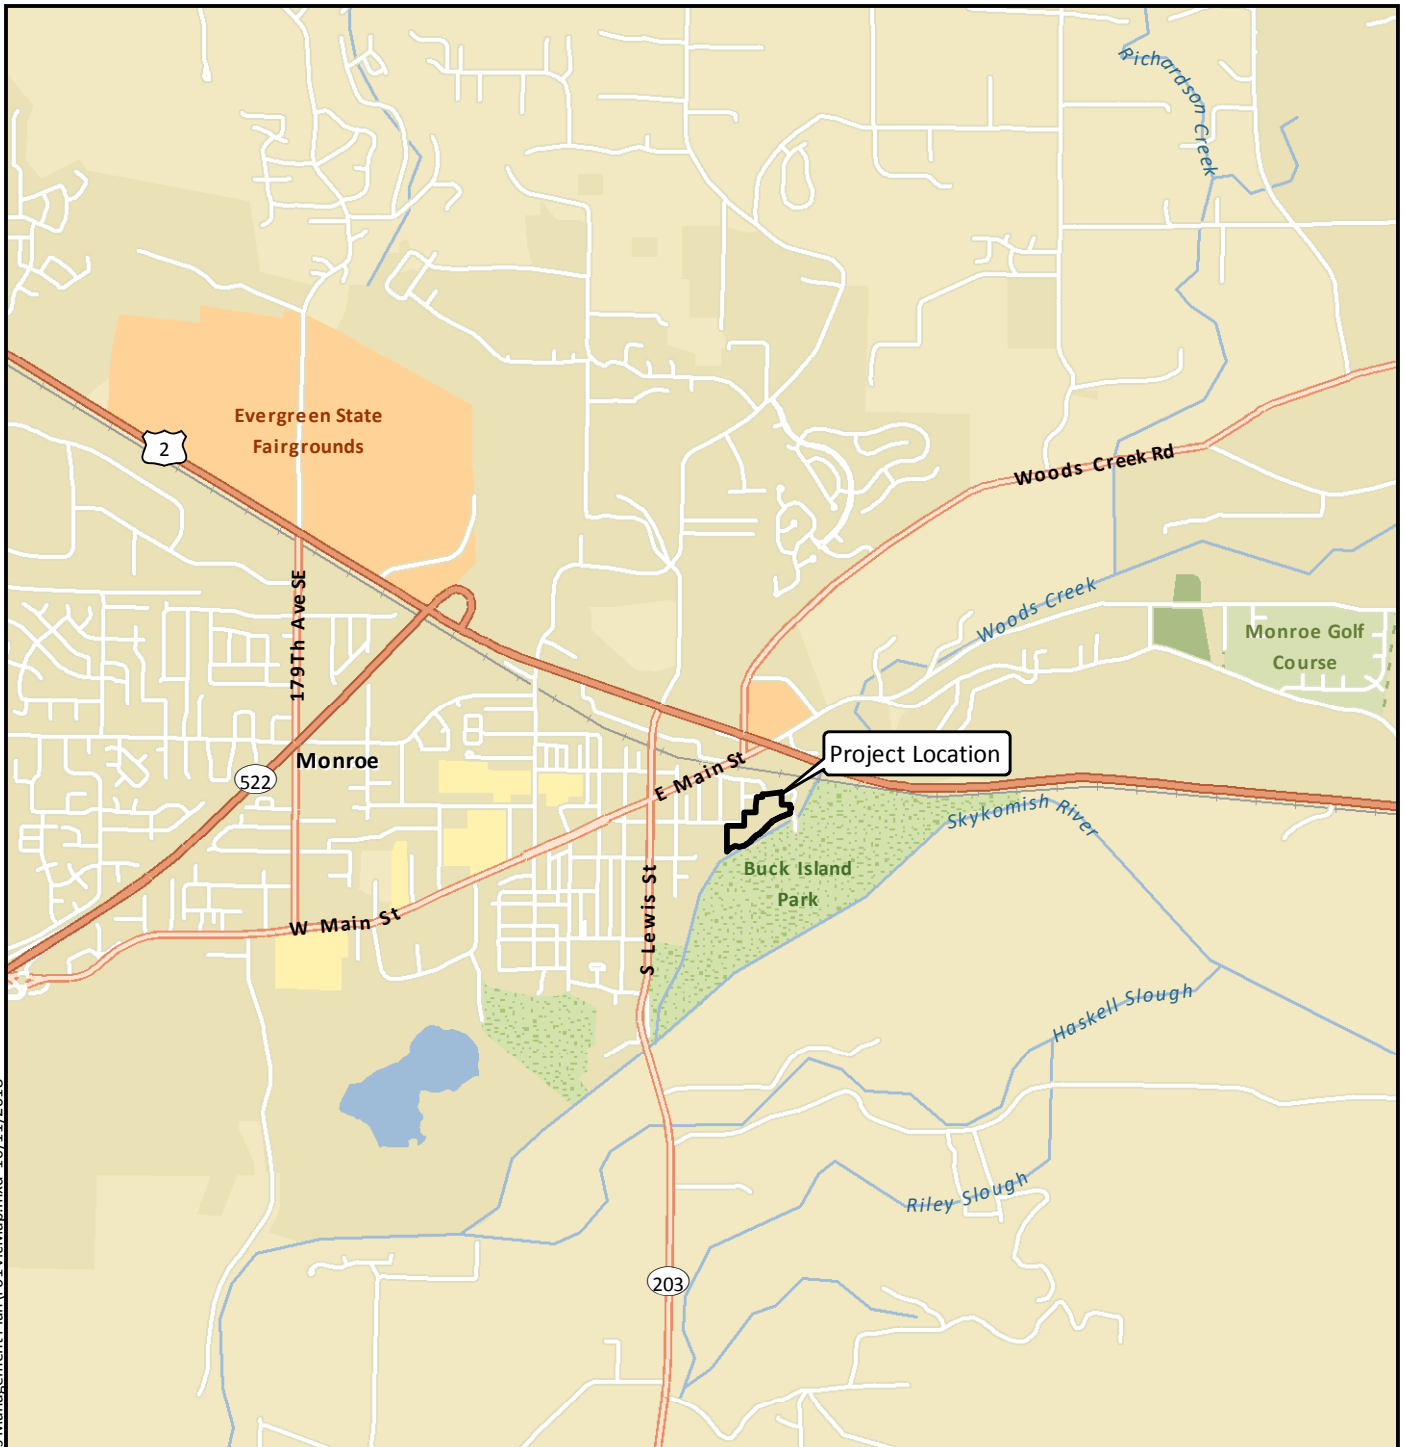 Richardson Creek
Evergreen State
Fairgrounds
2
Woods Creek Rd
179Th Ave SE
Woods Creek
Monroe Golf
Course
Monroe
522
E Main St
Project Location
Skykomish River
Buck Island
Park
S Lewis St
W Main St
Haskell Slough
Riley Slough
203